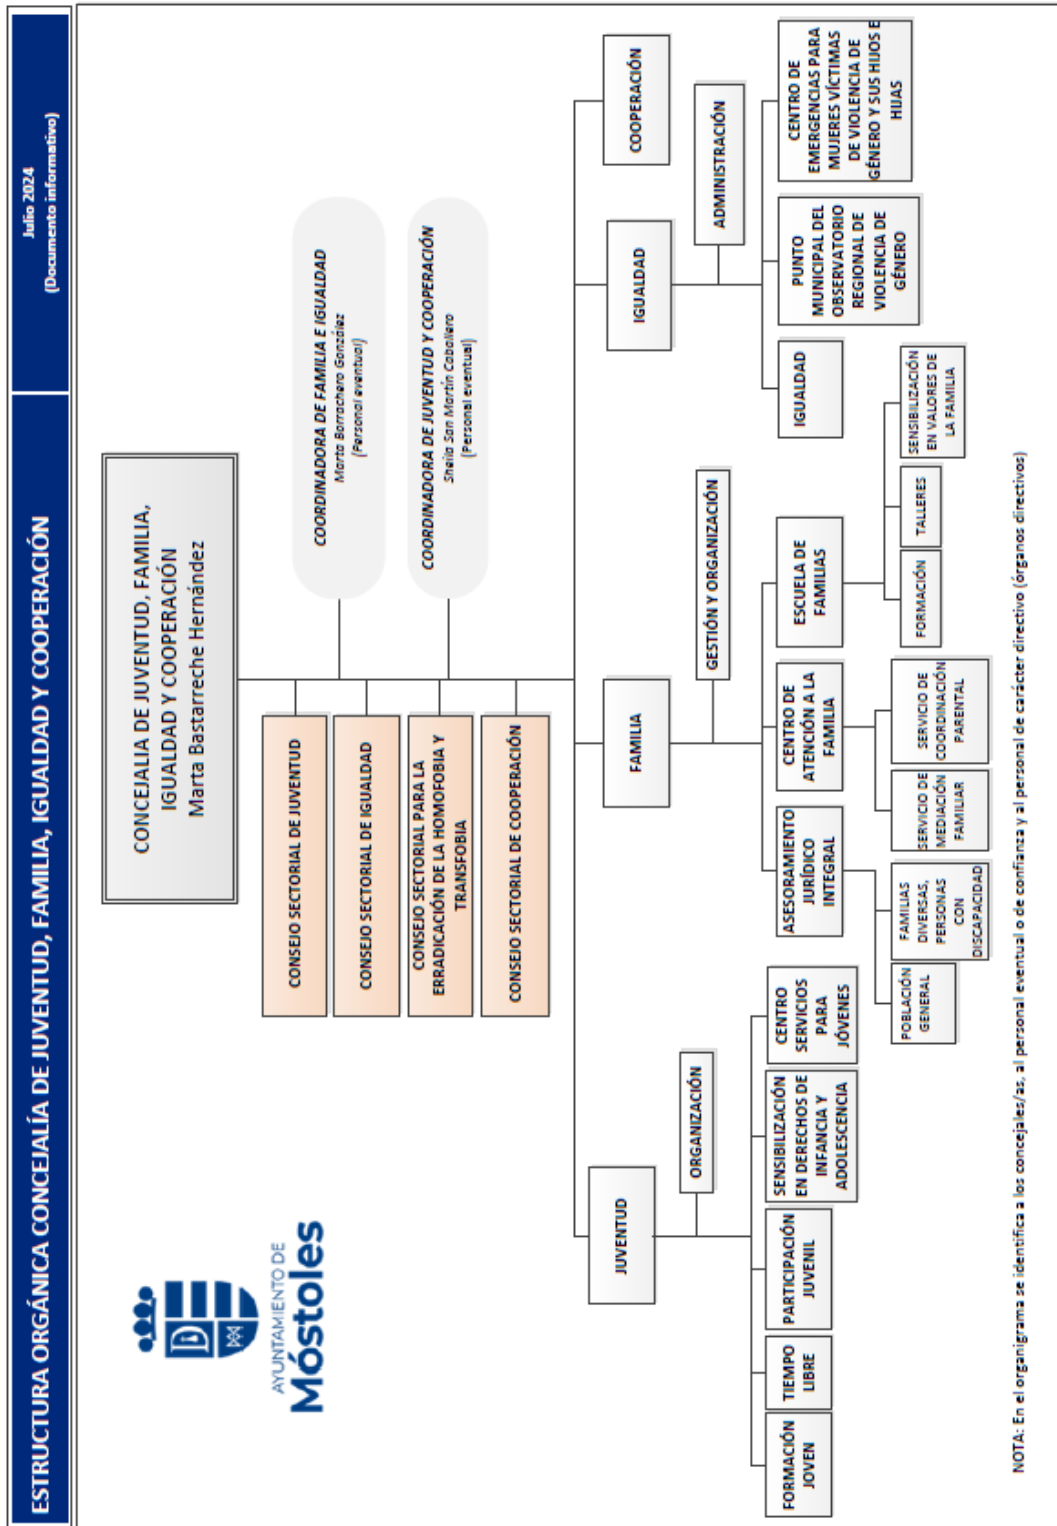 ESTRUCTURA ORGÁNICA CONCEJALÍA DE JUVENTUD, FAMILIA, IGUALDAD Y COOPERACIÓN
Julio 2024
(Documento informativo)
AYUNTAMIENTO DE
Móstoles
CONCEJALIA DE JUVENTUD, FAMILIA,
IGUALDAD Y COOPERACIÓN
Marta Bastarreche Hernández
COORDINADORA DE FAMILIA E IGUALDAD
Marta Borrachero González
(Personal eventual)
COORDINADORA DE JUVENTUD Y COOPERACIÓN
Sheila San Martín Caballero
(Personal eventual)
CONSEJO SECTORIAL DE JUVENTUD
CONSEJO SECTORIAL DE IGUALDAD
CONSEJO SECTORIAL PARA LA
ERRADICACIÓN DE LA HOMOFOBIA Y
TRANSFOBIA
CONSEJO SECTORIAL DE COOPERACIÓN
JUVENTUD
FAMILIA
IGUALDAD
COOPERACIÓN
ORGANIZACIÓN
GESTIÓN Y ORGANIZACIÓN
ADMINISTRACIÓN
FORMACIÓN
JOVEN
TIEMPO
LIBRE
PARTICIPACIÓN
JUVENIL
SENSIBILIZACIÓN
EN DERECHOS DE
INFANCIA Y
ADOLESCENCIA
CENTRO
SERVICIOS
PARA
JÓVENES
ASESORAMIENTO
JURÍDICO
INTEGRAL
CENTRO DE
ATENCIÓN A LA
FAMILIA
ESCUELA DE
FAMILIAS
IGUALDAD
PUNTO
MUNICIPAL DEL
OBSERVATORIO
REGIONAL DE
VIOLENCIA DE
GÉNERO
CENTRO DE
EMERGENCIAS PARA
MUJERES VÍCTIMAS
DE VIOLENCIA DE
GÉNERO Y SUS HIJOS E
HIJAS
POBLACIÓN
GENERAL
FAMILIAS
DIVERSAS,
PERSONAS
CON
DISCAPACIDAD
SERVICIO DE
MEDIACIÓN
FAMILIAR
SERVICIO DE
COORDINACIÓN
PARENTAL
FORMACIÓN
TALLERES
SENSIBILIZACIÓN
EN VALORES DE
LA FAMILIA
NOTA: En el organigrama se identifica a los concejales/as, al personal eventual o de confianza y al personal de carácter directivo (órganos directivos)